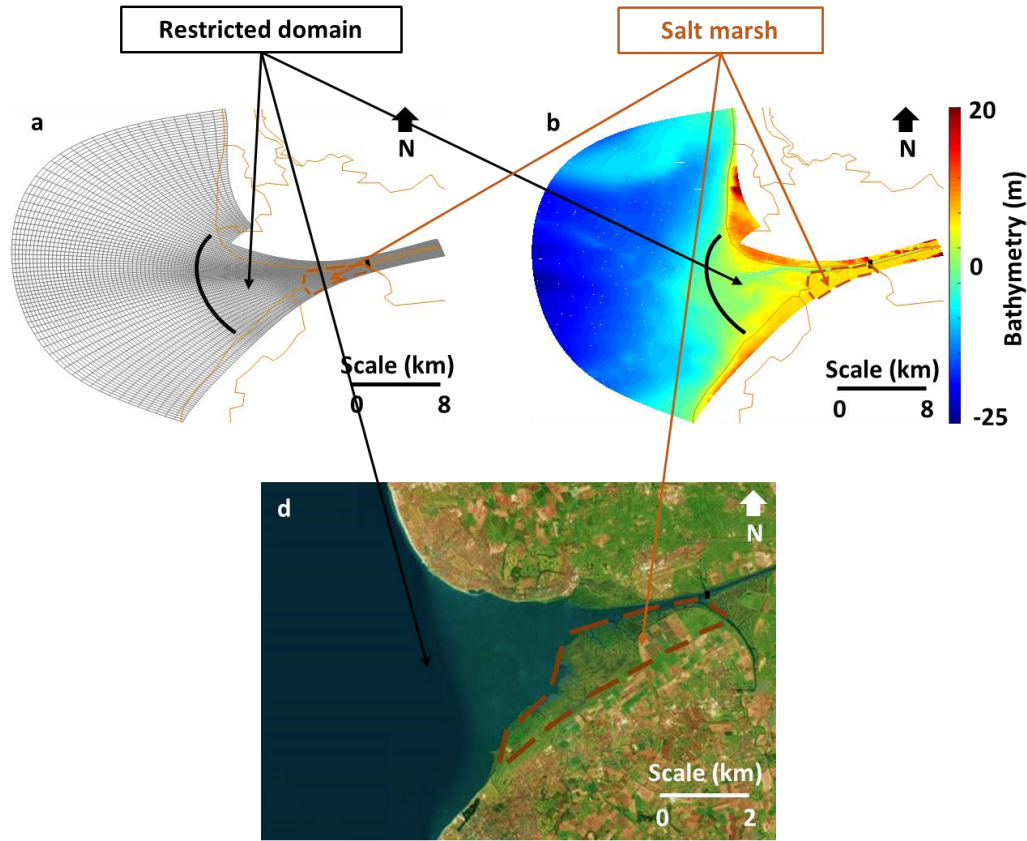 Restricted domain
Salt marsh
a
N
Scale (km)
0 8
b
N
Scale (km)
0 8
20
0
-25
Bathymetry (m)
d
N
Scale (km)
0 2